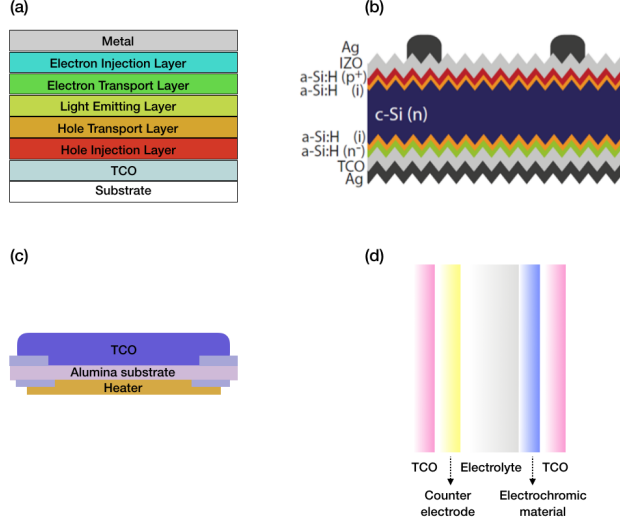 (a)
Metal
Electron Injection Layer
Electron Transport Layer
Light Emitting Layer
Hole Transport Layer
Hole Injection Layer
TCO
Substrate
(b)
Ag
IZO
a-Si:H (p⁺)
a-Si:H (i)
c-Si (n)
a-Si:H (i)
a-Si:H (n⁻)
TCO
Ag
(c)
TCO
Alumina substrate
Heater
(d)
TCO Electrolyte TCO
Counter electrode
Electrochromic material